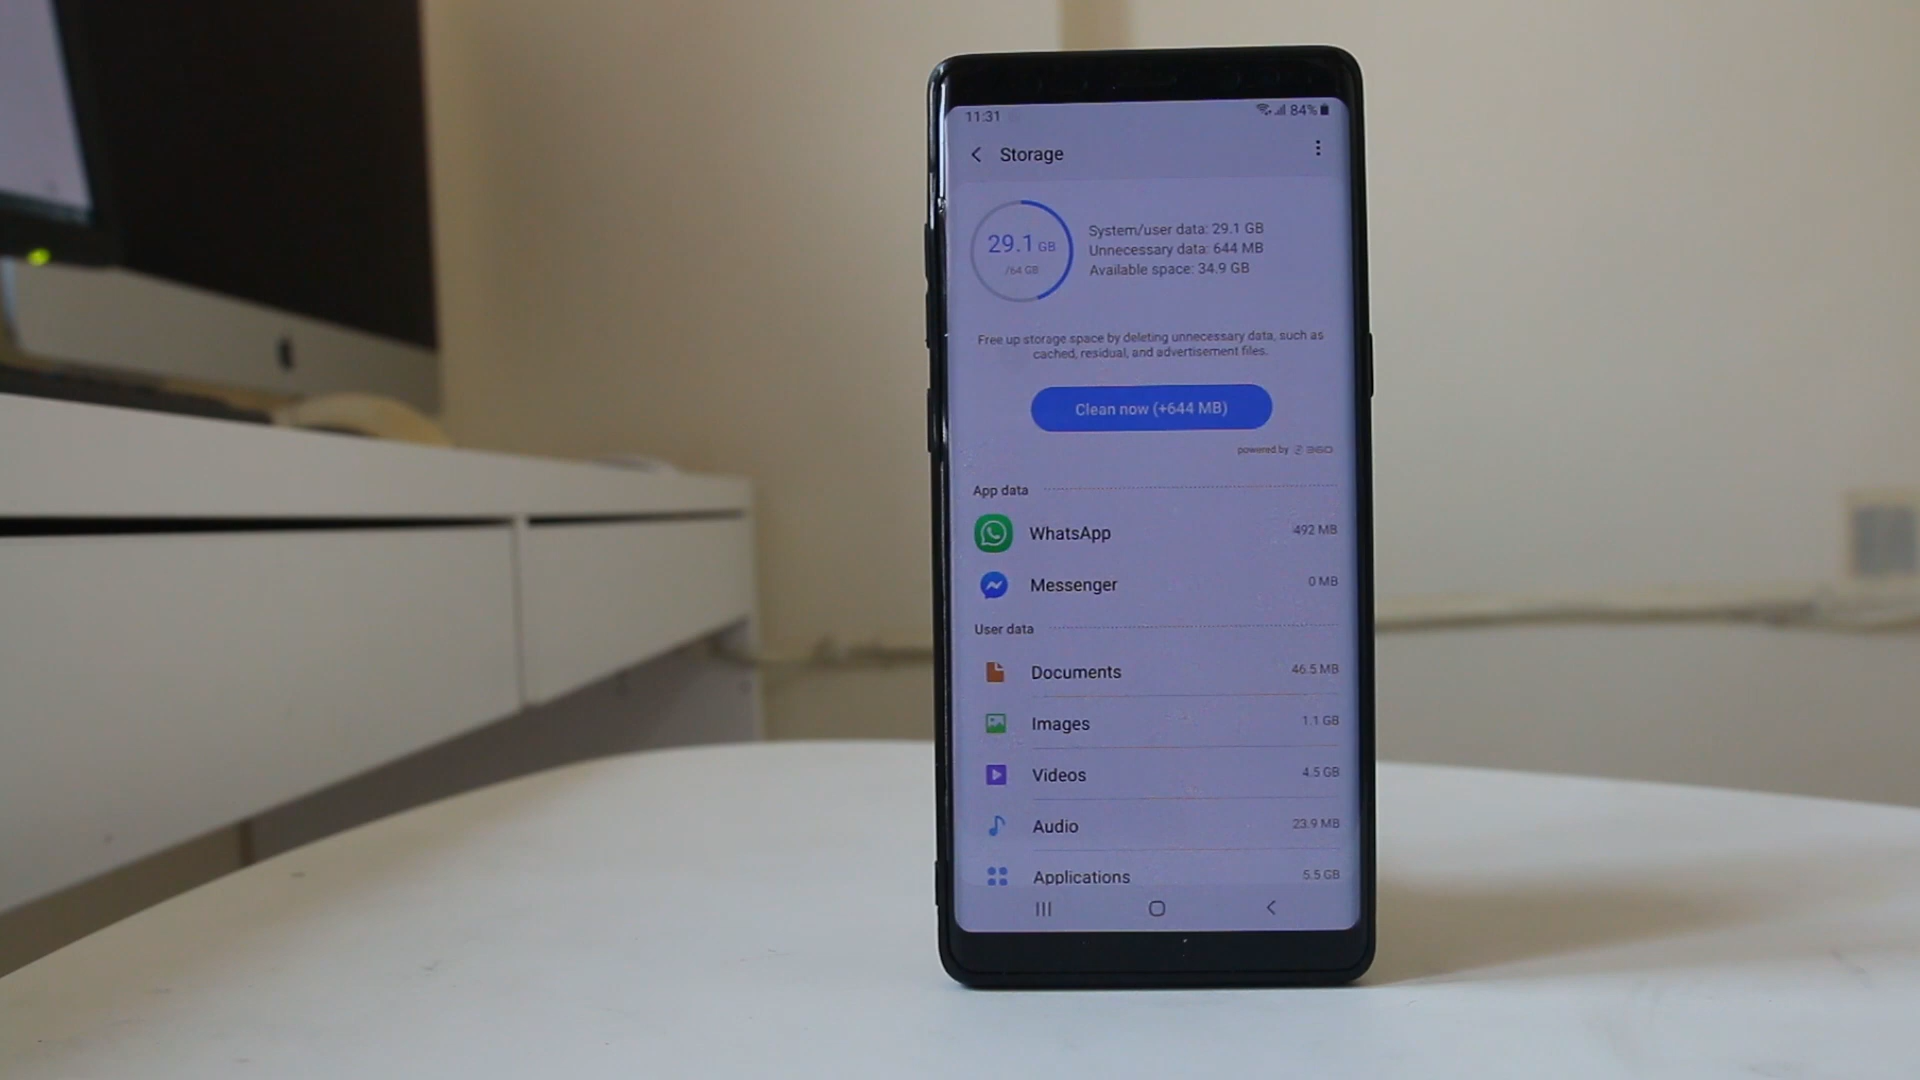 11:31
84%
Storage
29.1 GB
/64 GB
System/user data: 29.1 GB
Unnecessary data: 644 MB
Available space: 34.9 GB
Free up storage space by deleting unnecessary data, such as
cached, residual, and advertisement files.
Clean now (+644 MB)
powered by 360
App data
WhatsApp 492 MB
Messenger 0 MB
User data
Documents 46.5 MB
Images 1.1 GB
Videos 4.5 GB
Audio 23.9 MB
Applications 5.5 GB